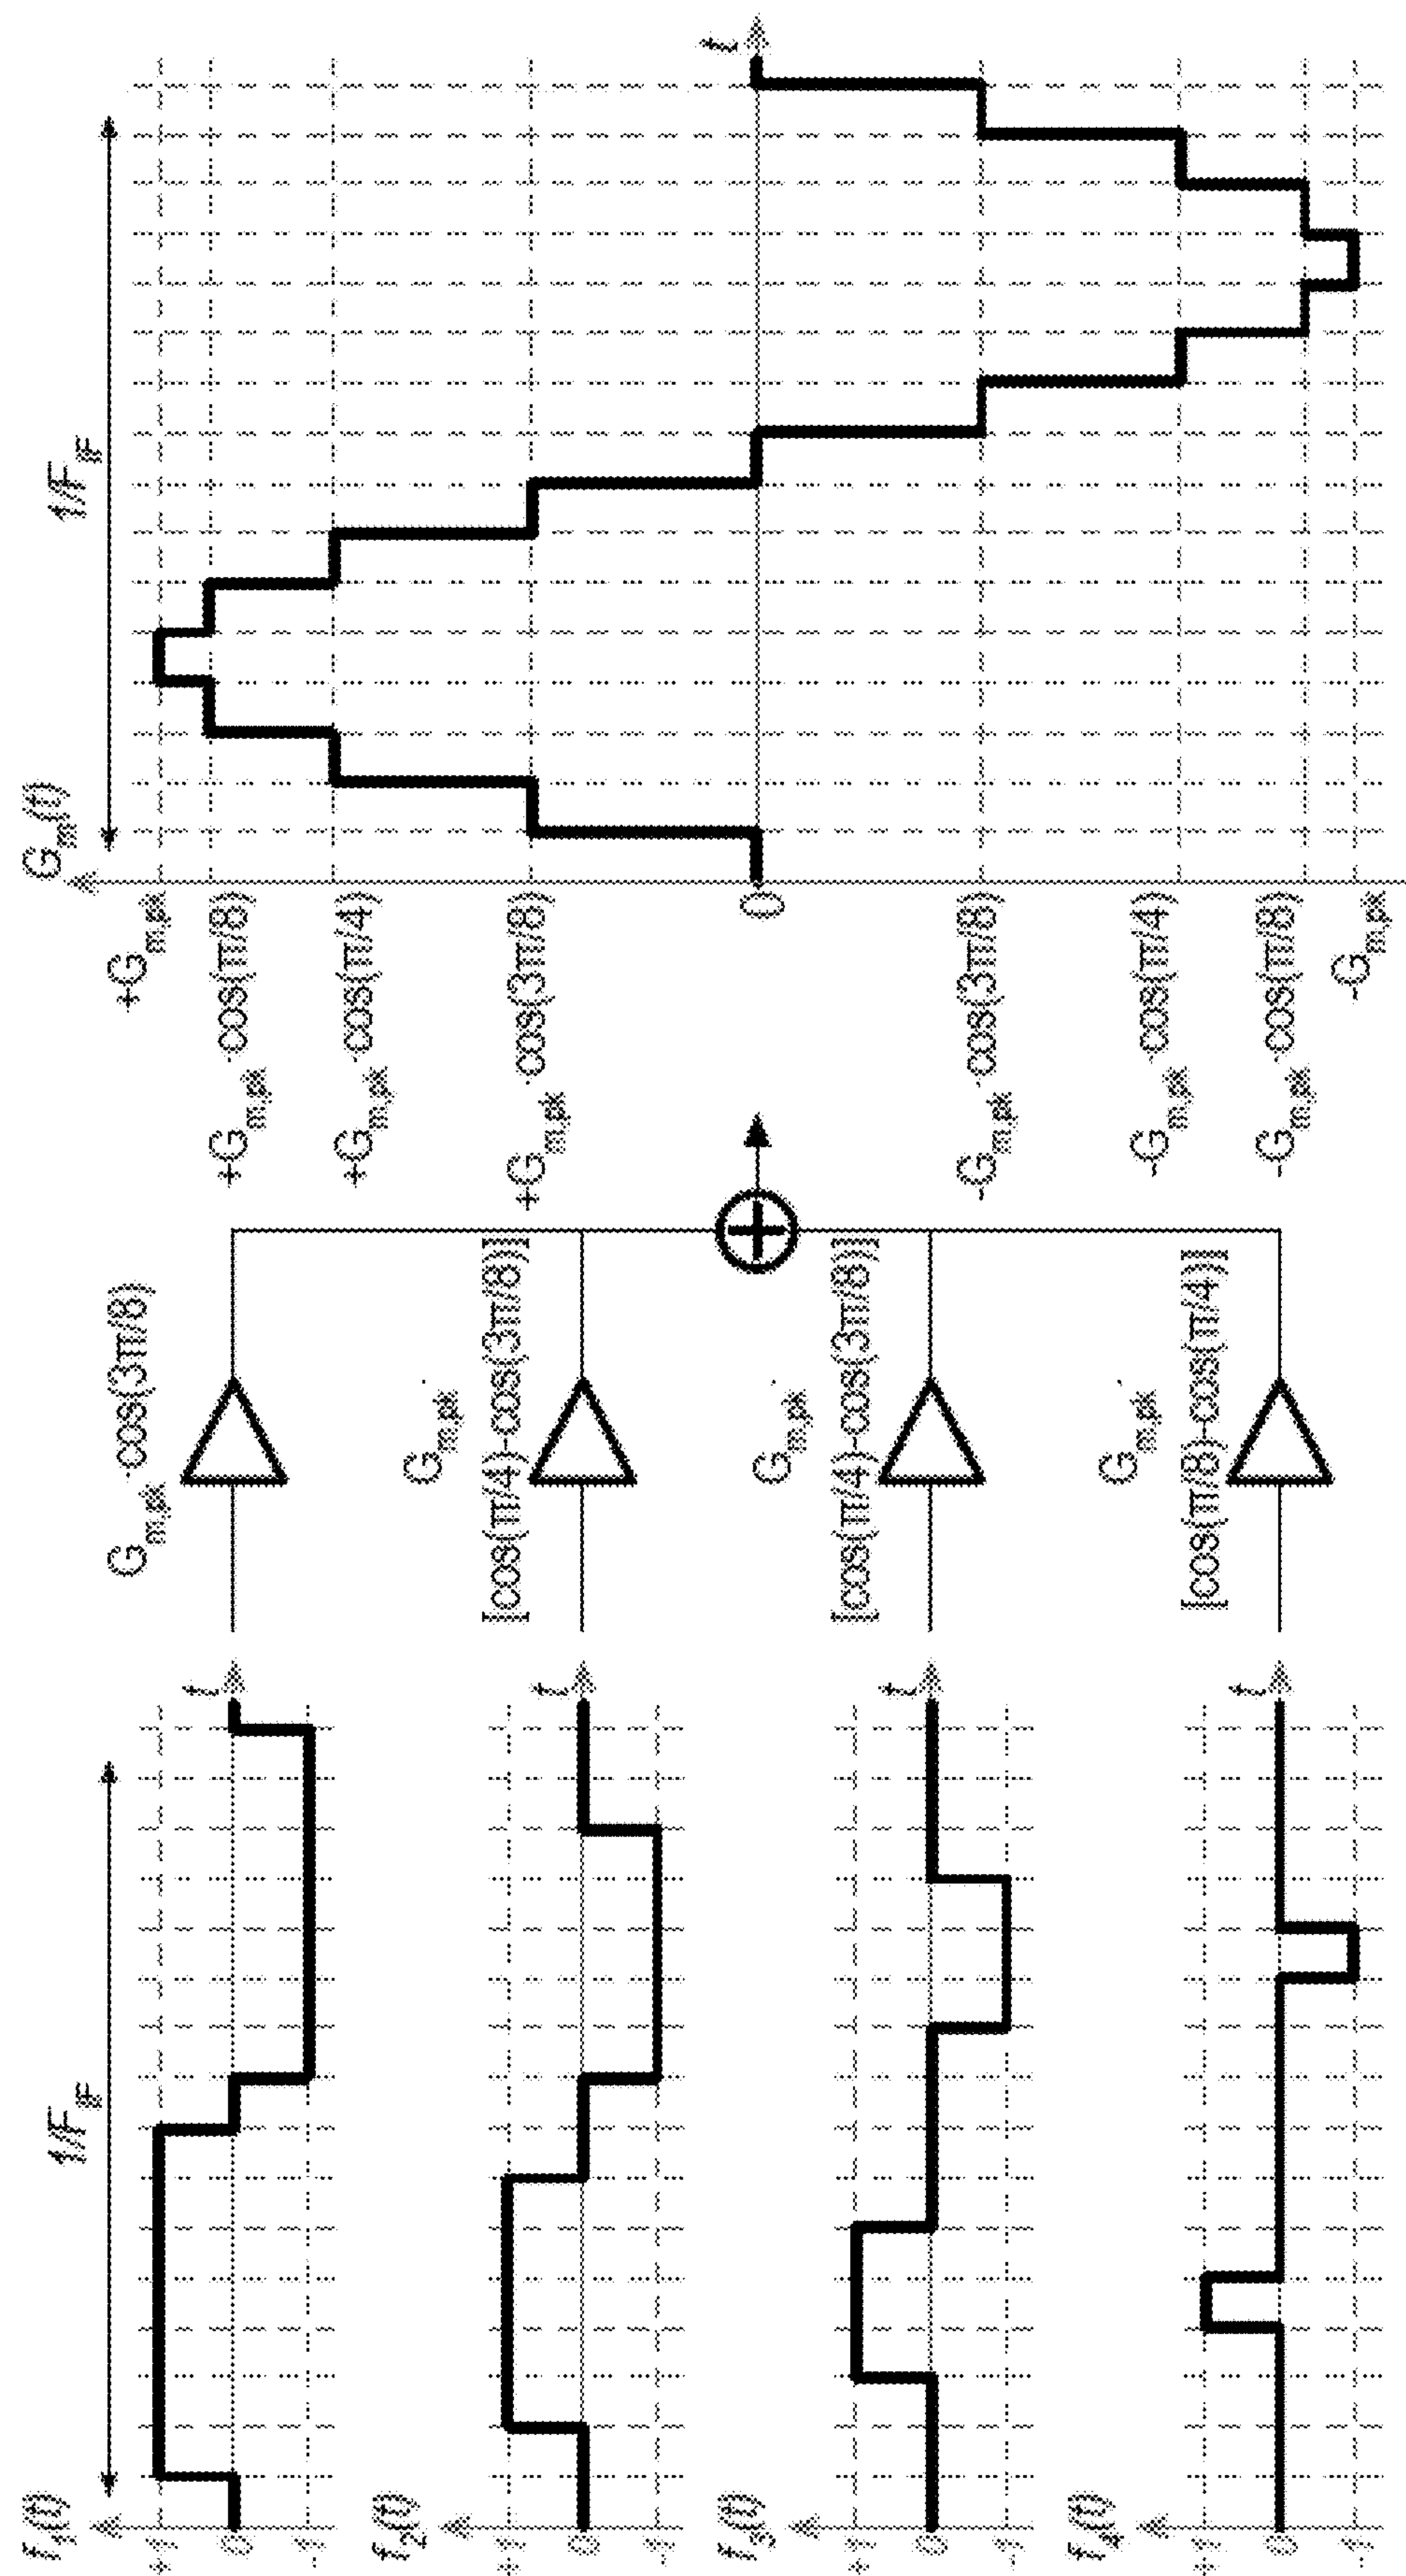 f1(t)
1/FIF
+1
0
-1
t
Gm,pk·cos(3π/8)
f2(t)
+1
0
-1
t
Gm,pk·
[cos(π/4)-cos(3π/8)]
f3(t)
+1
0
-1
t
Gm,pk·
[cos(π/4)-cos(3π/8)]
f4(t)
+1
0
-1
t
Gm,pk·
[cos(π/8)-cos(π/4)]
Gm(t)
1/FIF
+Gm,pk
+Gm,pk·cos(π/8)
+Gm,pk·cos(π/4)
+Gm,pk·cos(3π/8)
0
t
-Gm,pk·cos(3π/8)
-Gm,pk·cos(π/4)
-Gm,pk·cos(π/8)
-Gm,pk